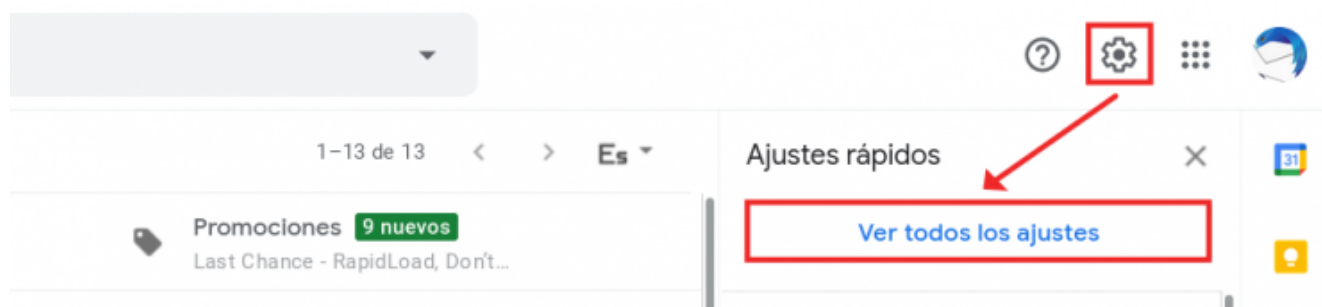 1–13 de 13
Es
Ajustes rápidos
31
Promociones 9 nuevos
Last Chance - RapidLoad, Don't...
Ver todos los ajustes